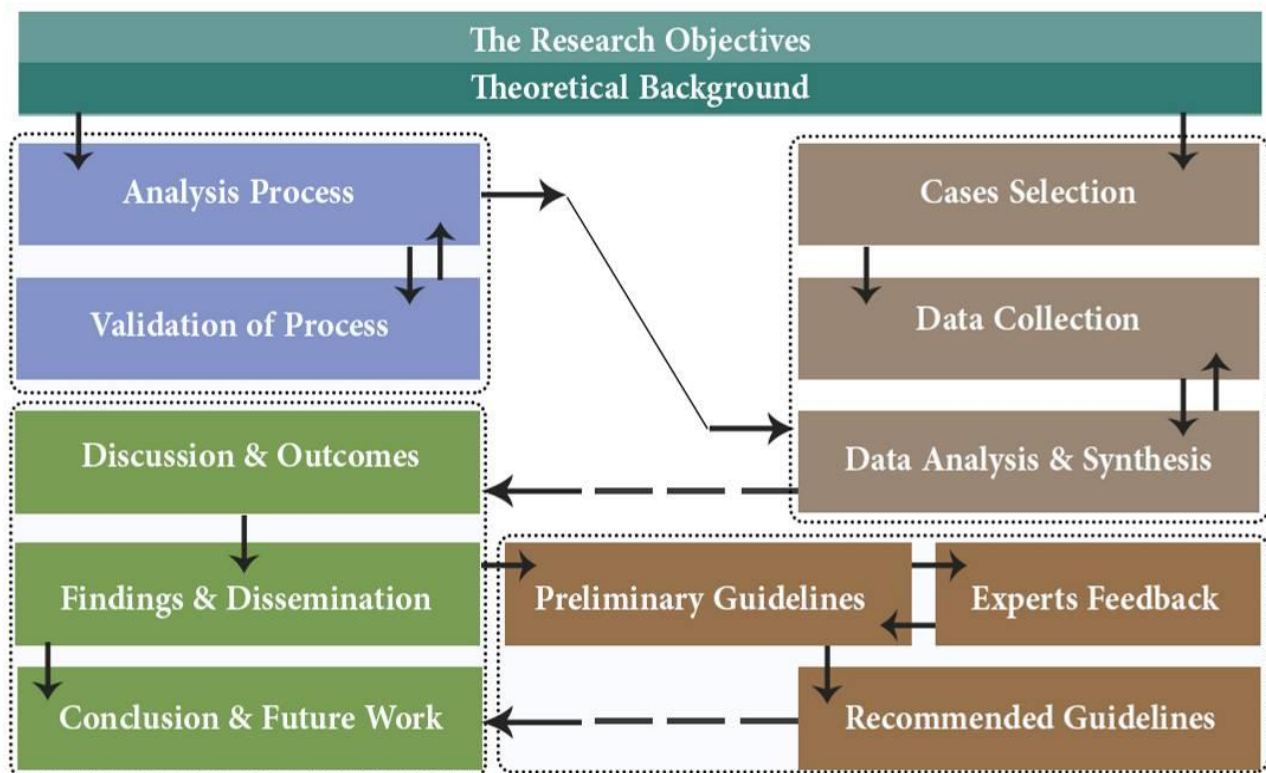 The Research Objectives
Theoretical Background
Analysis Process
Validation of Process
Cases Selection
Data Collection
Data Analysis & Synthesis
Discussion & Outcomes
Findings & Dissemination
Conclusion & Future Work
Preliminary Guidelines
Experts Feedback
Recommended Guidelines